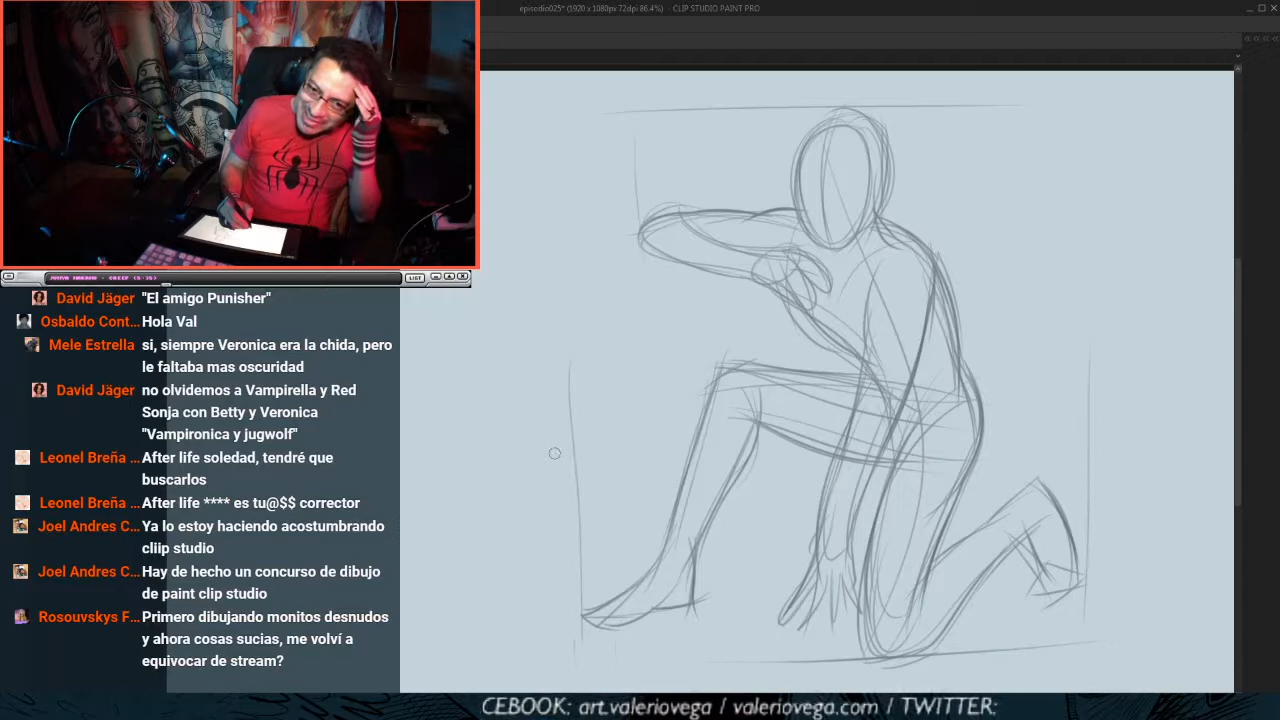 episodio025* (1920 x 1080px 72dpi 86.4%) - CLIP STUDIO PAINT PRO
LIST
David Jäger "El amigo Punisher"
Osbaldo Cont... Hola Val
Mele Estrella si, siempre Veronica era la chida, pero
le faltaba mas oscuridad
David Jäger no olvidemos a Vampirella y Red
Sonja con Betty y Veronica
"Vampironica y jugwolf"
Leonel Breña ... After life soledad, tendré que
buscarlos
Leonel Breña ... After life **** es tu@$$ corrector
Joel Andres C... Ya lo estoy haciendo acostumbrando
cliip studio
Joel Andres C... Hay de hecho un concurso de dibujo
de paint clip studio
Rosouvskys F... Primero dibujando monitos desnudos
y ahora cosas sucias, me volví a
equivocar de stream?
CEBOOK: art.valeriovega / valeriovega.com / TWITTER: